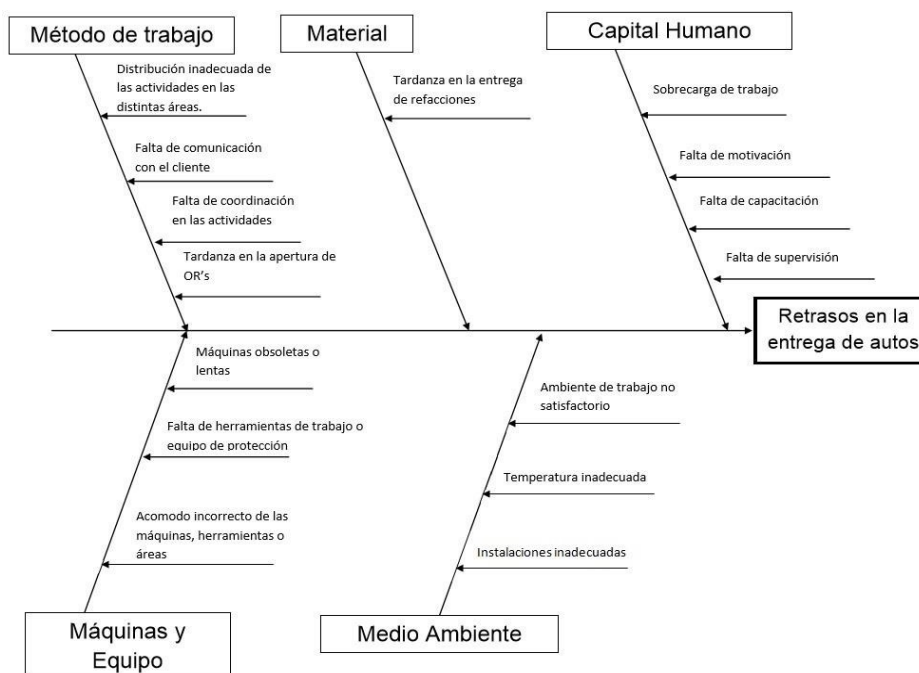 Método de trabajo
Distribución inadecuada de
las actividades en las
distintas áreas.
Falta de comunicación
con el cliente
Falta de coordinación
en las actividades
Tardanza en la apertura de
OR's
Material
Tardanza en la entrega
de refacciones
Capital Humano
Sobrecarga de trabajo
Falta de motivación
Falta de capacitación
Falta de supervisión
Retrasos en la
entrega de autos
Máquinas obsoletas o
lentas
Falta de herramientas de trabajo o
equipo de protección
Acomodo incorrecto de las
máquinas, herramientas o
áreas
Máquinas y
Equipo
Ambiente de trabajo no
satisfactorio
Temperatura inadecuada
Instalaciones inadecuadas
Medio Ambiente